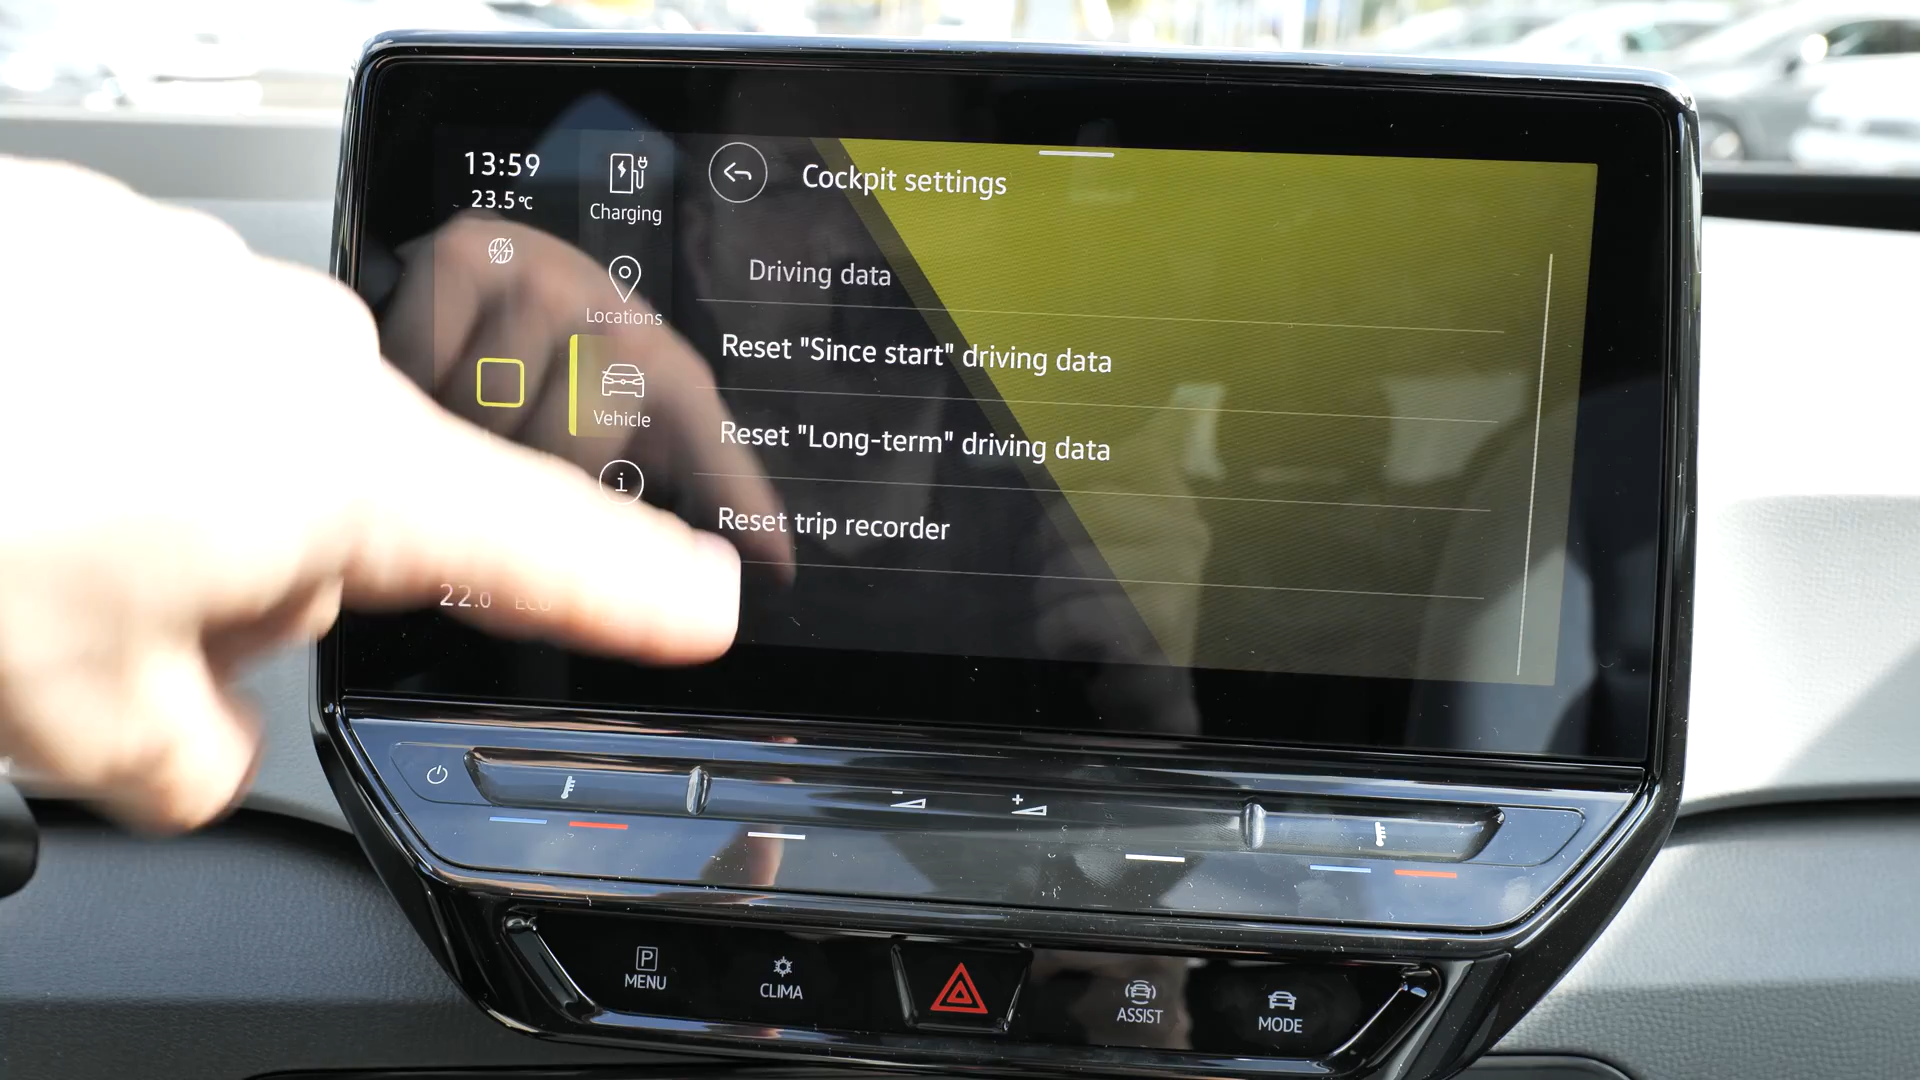 13:59
23.5°C
Charging
Locations
Vehicle
i
22.0 ECO
Cockpit settings
Driving data
Reset "Since start" driving data
Reset "Long-term" driving data
Reset trip recorder
P
MENU
CLIMA
ASSIST
MODE